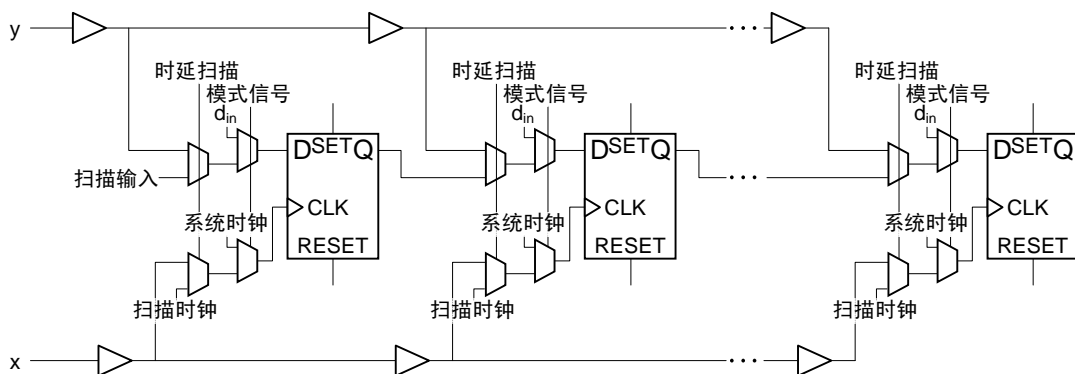 y
时延扫描 时延扫描 时延扫描
模式信号 模式信号 模式信号
din din din
DSETQ DSETQ DSETQ
扫描输入
CLK CLK CLK
系统时钟 系统时钟 系统时钟
RESET RESET RESET
扫描时钟 扫描时钟 扫描时钟
x